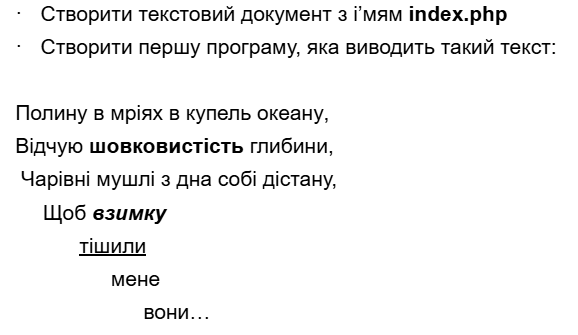 · Створити текстовий документ з і’мям index.php
· Створити першу програму, яка виводить такий текст:
Полину в мріях в купель океану,
Відчую шовковистість глибини,
Чарівні мушлі з дна собі дістану,
Щоб взимку
тішили
мене
вони…